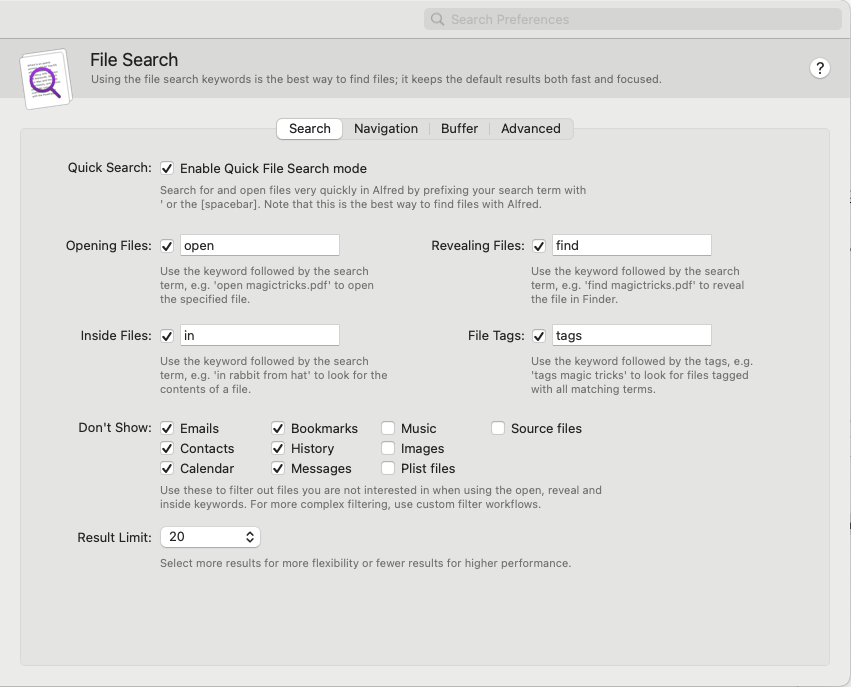 Search Preferences
File Search
Using the file search keywords is the best way to find files; it keeps the default results both fast and focused.
?
Search Navigation Buffer Advanced
Quick Search: Enable Quick File Search mode
Search for and open files very quickly in Alfred by prefixing your search term with
' or the [spacebar]. Note that this is the best way to find files with Alfred.
Opening Files: open
Use the keyword followed by the search
term, e.g. 'open magictricks.pdf' to open
the specified file.
Revealing Files: find
Use the keyword followed by the search
term, e.g. 'find magictricks.pdf' to reveal
the file in Finder.
Inside Files: in
Use the keyword followed by the search
term, e.g. 'in rabbit from hat' to look for the
contents of a file.
File Tags: tags
Use the keyword followed by the tags, e.g.
'tags magic tricks' to look for files tagged
with all matching terms.
Don't Show: Emails Bookmarks Music Source files
Contacts History Images
Calendar Messages Plist files
Use these to filter out files you are not interested in when using the open, reveal and
inside keywords. For more complex filtering, use custom filter workflows.
Result Limit: 20
Select more results for more flexibility or fewer results for higher performance.